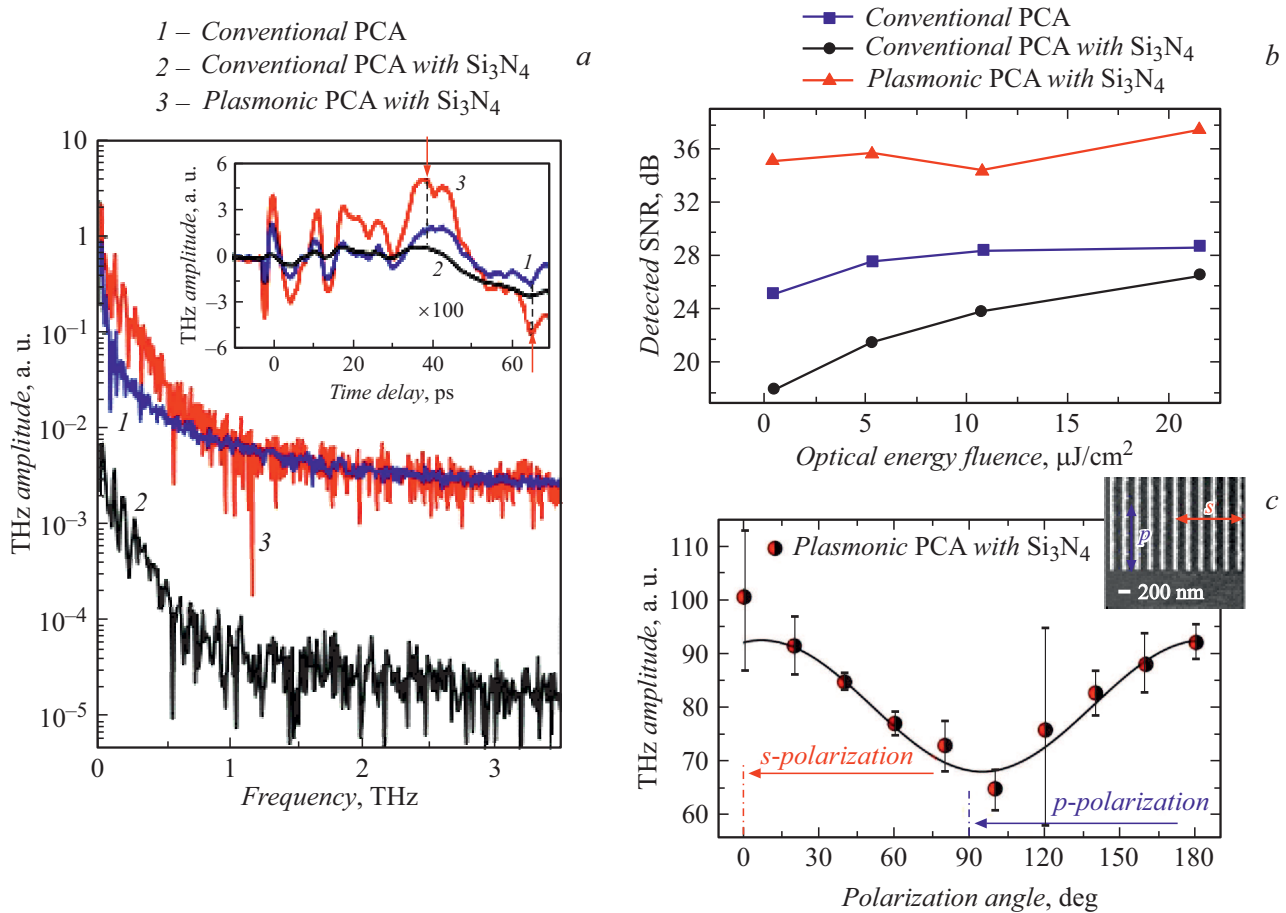 1 – Conventional PCA
2 – Conventional PCA with Si₃N₄
3 – Plasmonic PCA with Si₃N₄
a
10
1
10⁻¹
10⁻²
10⁻³
10⁻⁴
10⁻⁵
THz amplitude, a. u.
0 1 2 3
Frequency, THz
1
2
3
6
3
0
–3
–6
THz amplitude, a. u.
0 20 40 60
Time delay, ps
3
1
2
×100
Conventional PCA
Conventional PCA with Si₃N₄
Plasmonic PCA with Si₃N₄
b
36
32
28
24
20
Detected SNR, dB
0 5 10 15 20
Optical energy fluence, μJ/cm²
c
Plasmonic PCA with Si₃N₄
s
p
200 nm
110
100
90
80
70
60
THz amplitude, a. u.
s-polarization
p-polarization
0 30 60 90 120 150 180
Polarization angle, deg